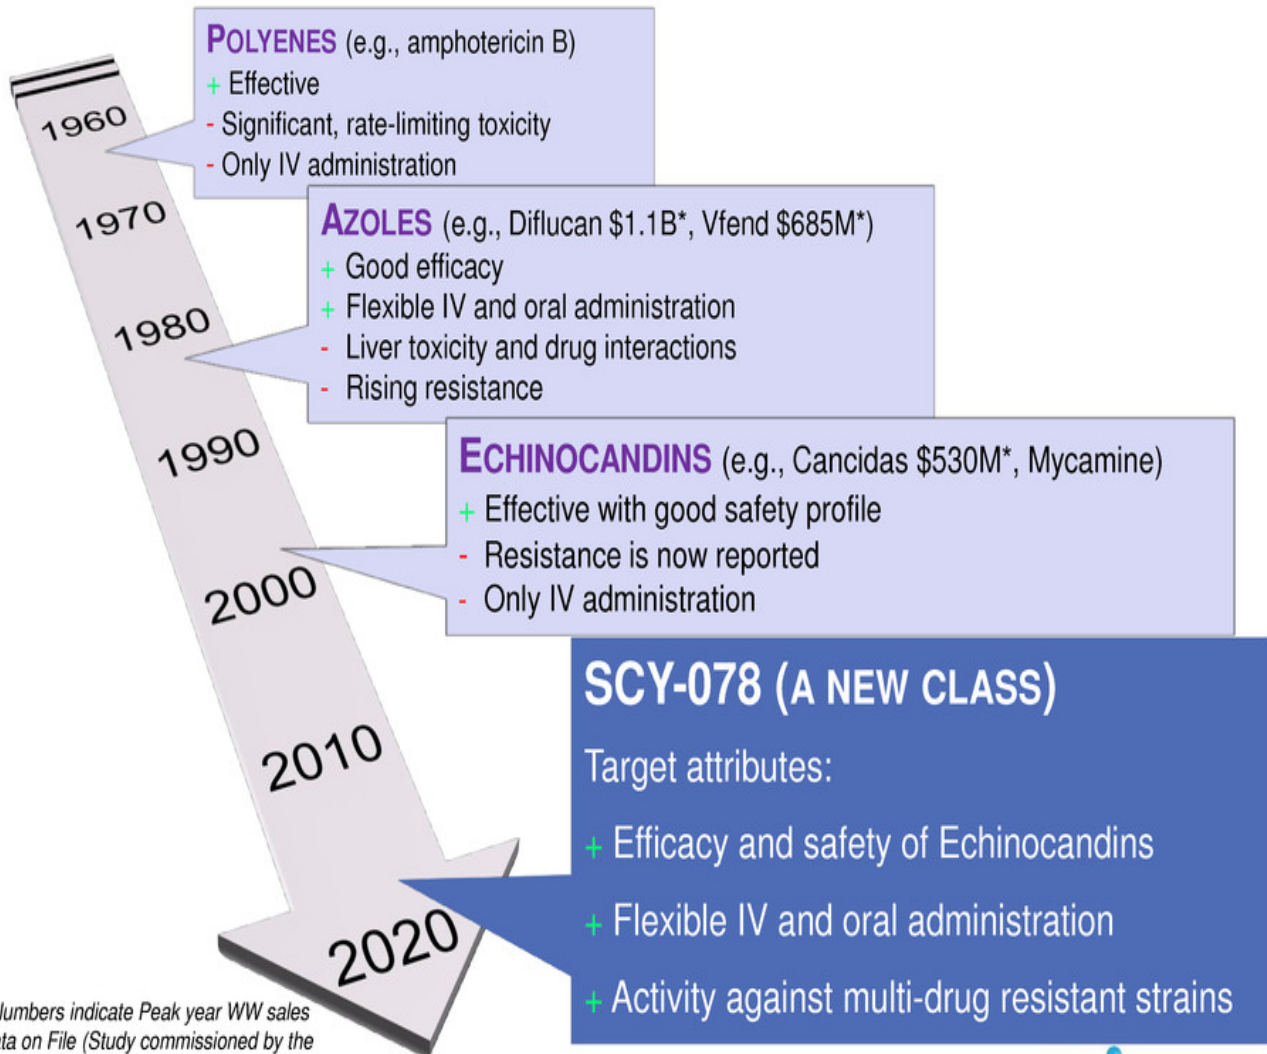 POLYENES (e.g., amphotericin B)
+ Effective
- Significant, rate-limiting toxicity
- Only IV administration
1960
1970
AZOLES (e.g., Diflucan $1.1B*, Vfend $685M*)
+ Good efficacy
+ Flexible IV and oral administration
- Liver toxicity and drug interactions
- Rising resistance
1980
1990
ECHINOCANDINS (e.g., Cancidas $530M*, Mycamine)
+ Effective with good safety profile
- Resistance is now reported
- Only IV administration
2000
2010
SCY-078 (A NEW CLASS)
Target attributes:
+ Efficacy and safety of Echinocandins
+ Flexible IV and oral administration
+ Activity against multi-drug resistant strains
2020
indicate Peak year WW sales
on File (Study commissioned by the